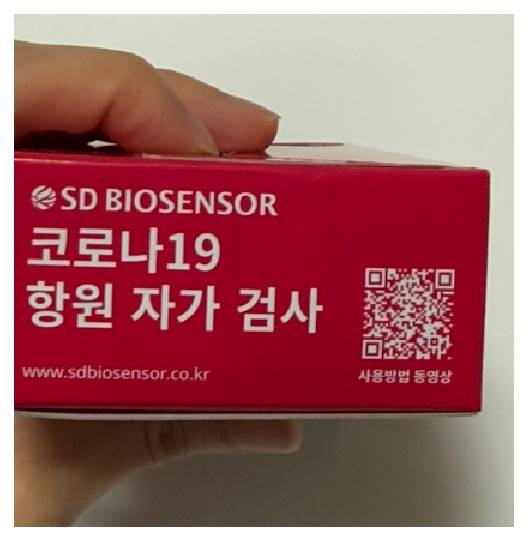 SD BIOSENSOR
코로나19
항원 자가 검사
www.sdbiosensor.co.kr
사용방법 동영상